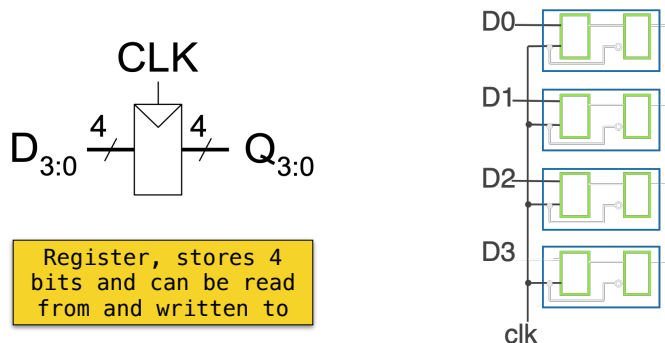 CLK
D3:0 4 4 Q3:0
Register, stores 4
bits and can be read
from and written to
D0
D1
D2
D3
clk